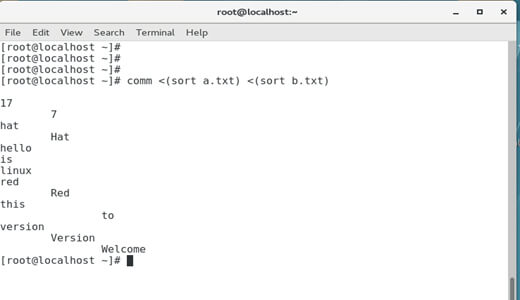 root@localhost:~
File Edit View Search Terminal Help
[root@localhost ~]#
[root@localhost ~]#
[root@localhost ~]#
[root@localhost ~]# comm <(sort a.txt) <(sort b.txt)
17
7
hat
Hat
hello
is
linux
red
Red
this
to
version
Version
Welcome
[root@localhost ~]#